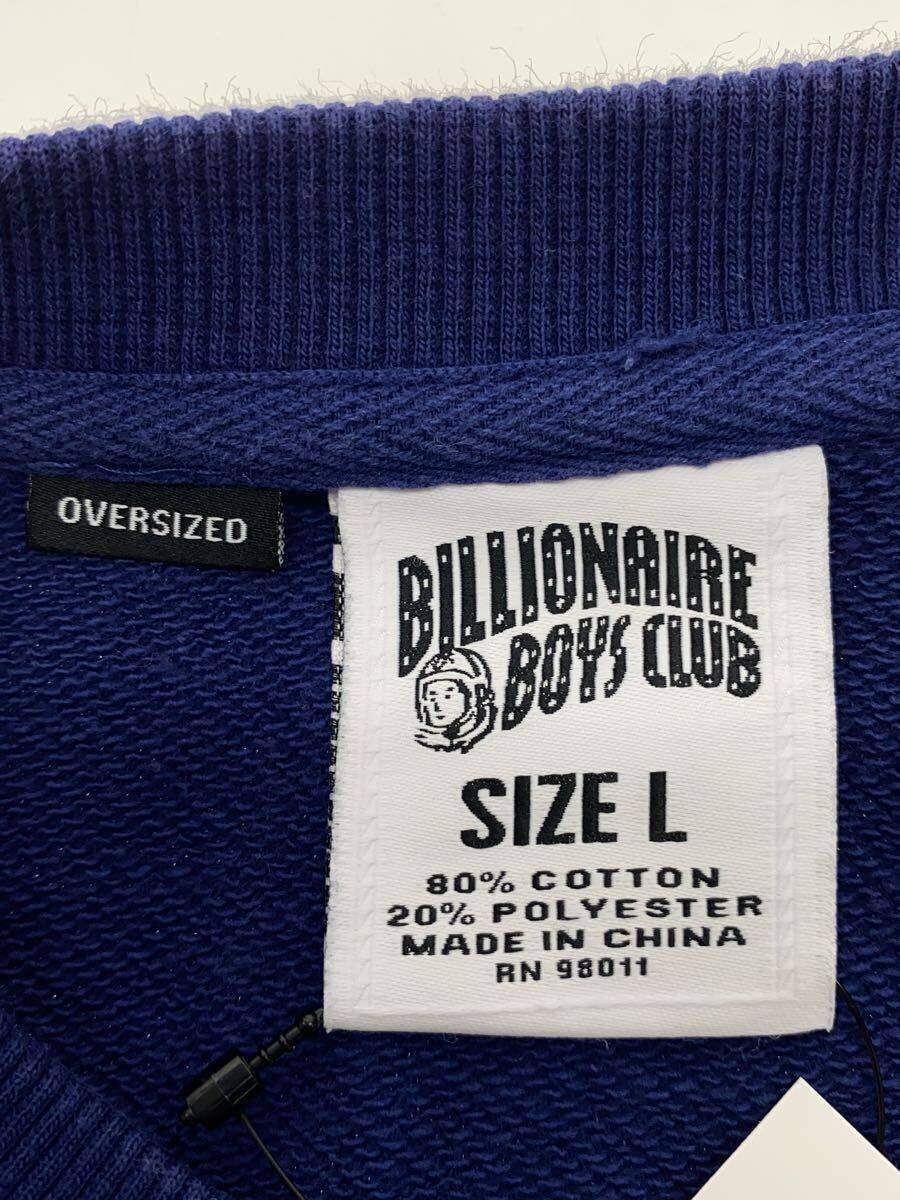 OVERSIZED
BILLIONAIRE
BOYS CLUB
SIZE L
80% COTTON
20% POLYESTER
MADE IN CHINA
RN 98011